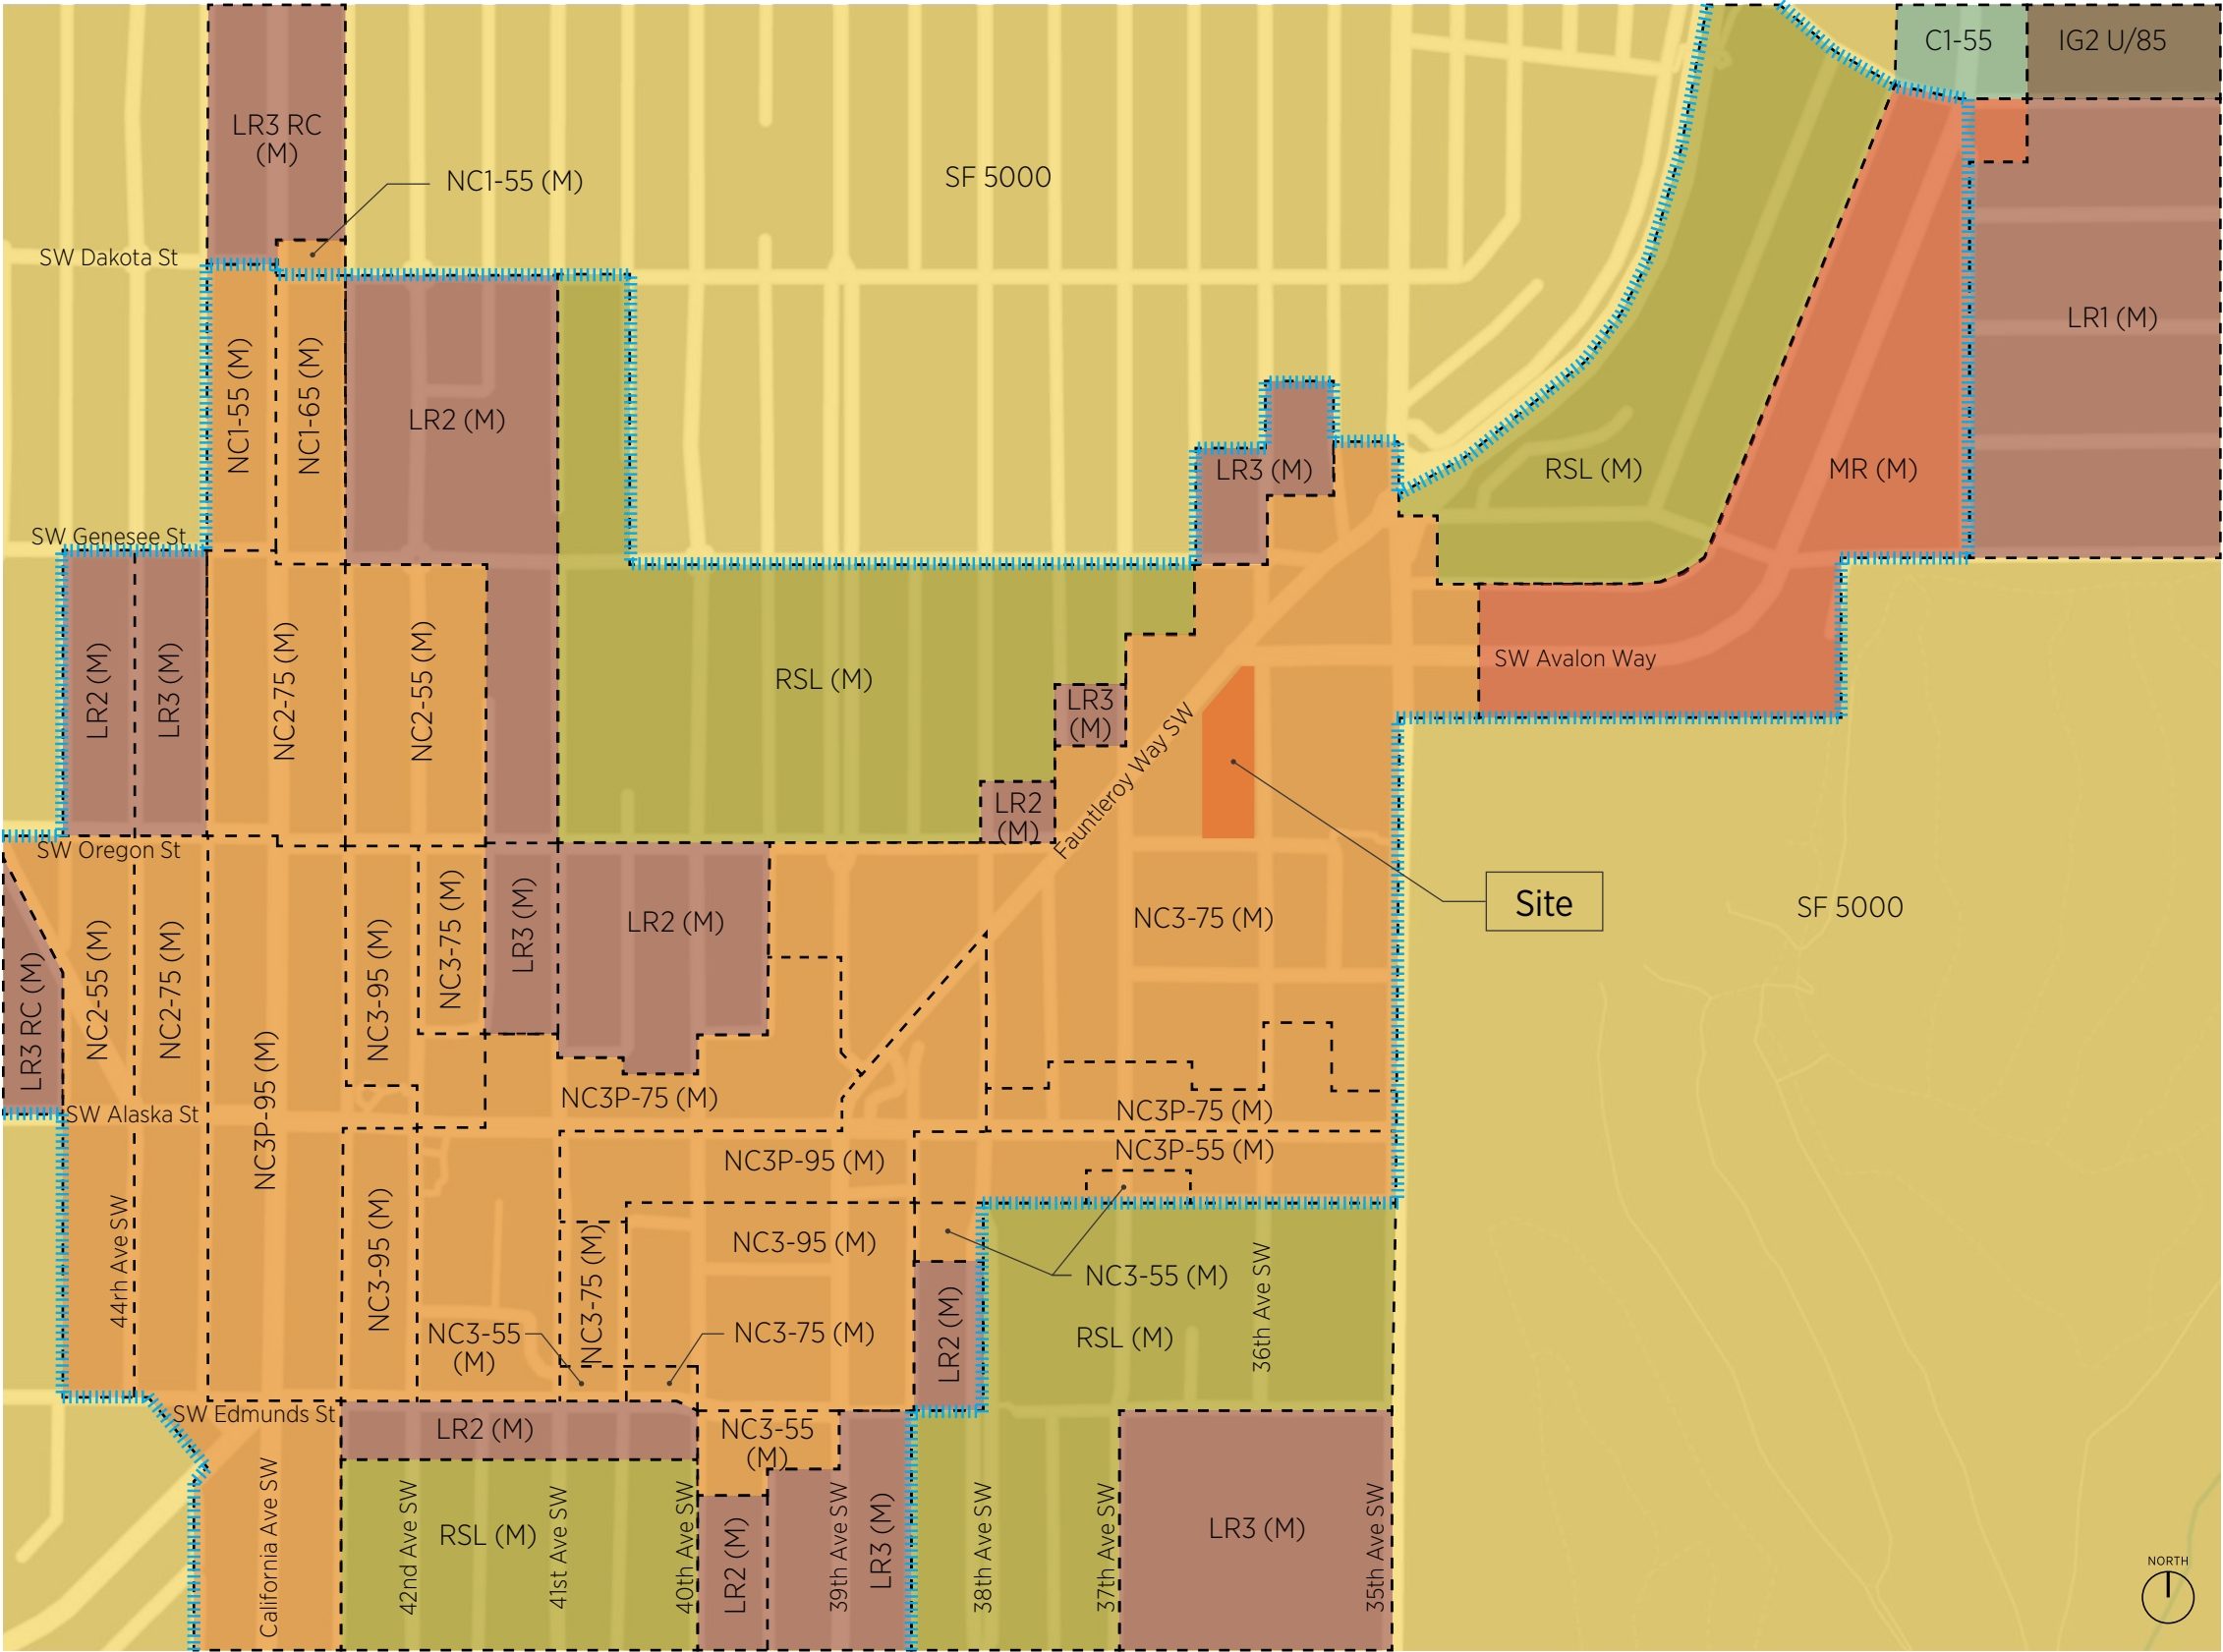 C1-55
IG2 U/85
LR3 RC
(M)
NC1-55 (M)
SF 5000
SW Dakota St
LR1 (M)
NC1-55 (M)
NC1-65 (M)
LR2 (M)
LR3 (M)
RSL (M)
MR (M)
SW Genesee St
LR2 (M)
LR3 (M)
NC2-75 (M)
NC2-55 (M)
RSL (M)
LR3
(M)
SW Avalon Way
LR2
(M)
Fauntleroy Way SW
SW Oregon St
Site
SF 5000
LR3 RC (M)
NC2-55 (M)
NC2-75 (M)
NC3P-95 (M)
NC3-95 (M)
NC3-75 (M)
LR3 (M)
LR2 (M)
NC3-75 (M)
NC3P-75 (M)
NC3P-75 (M)
SW Alaska St
NC3P-95 (M)
NC3P-55 (M)
44rh Ave SW
NC3-95 (M)
NC3-75 (M)
NC3-95 (M)
NC3-55 (M)
36th Ave SW
LR2 (M)
RSL (M)
NC3-55
(M)
NC3-75 (M)
SW Edmunds St
LR2 (M)
NC3-55
(M)
California Ave SW
42nd Ave SW
RSL (M)
41st Ave SW
40th Ave SW
LR2 (M)
39th Ave SW
LR3 (M)
38th Ave SW
37th Ave SW
LR3 (M)
35th Ave SW
NORTH